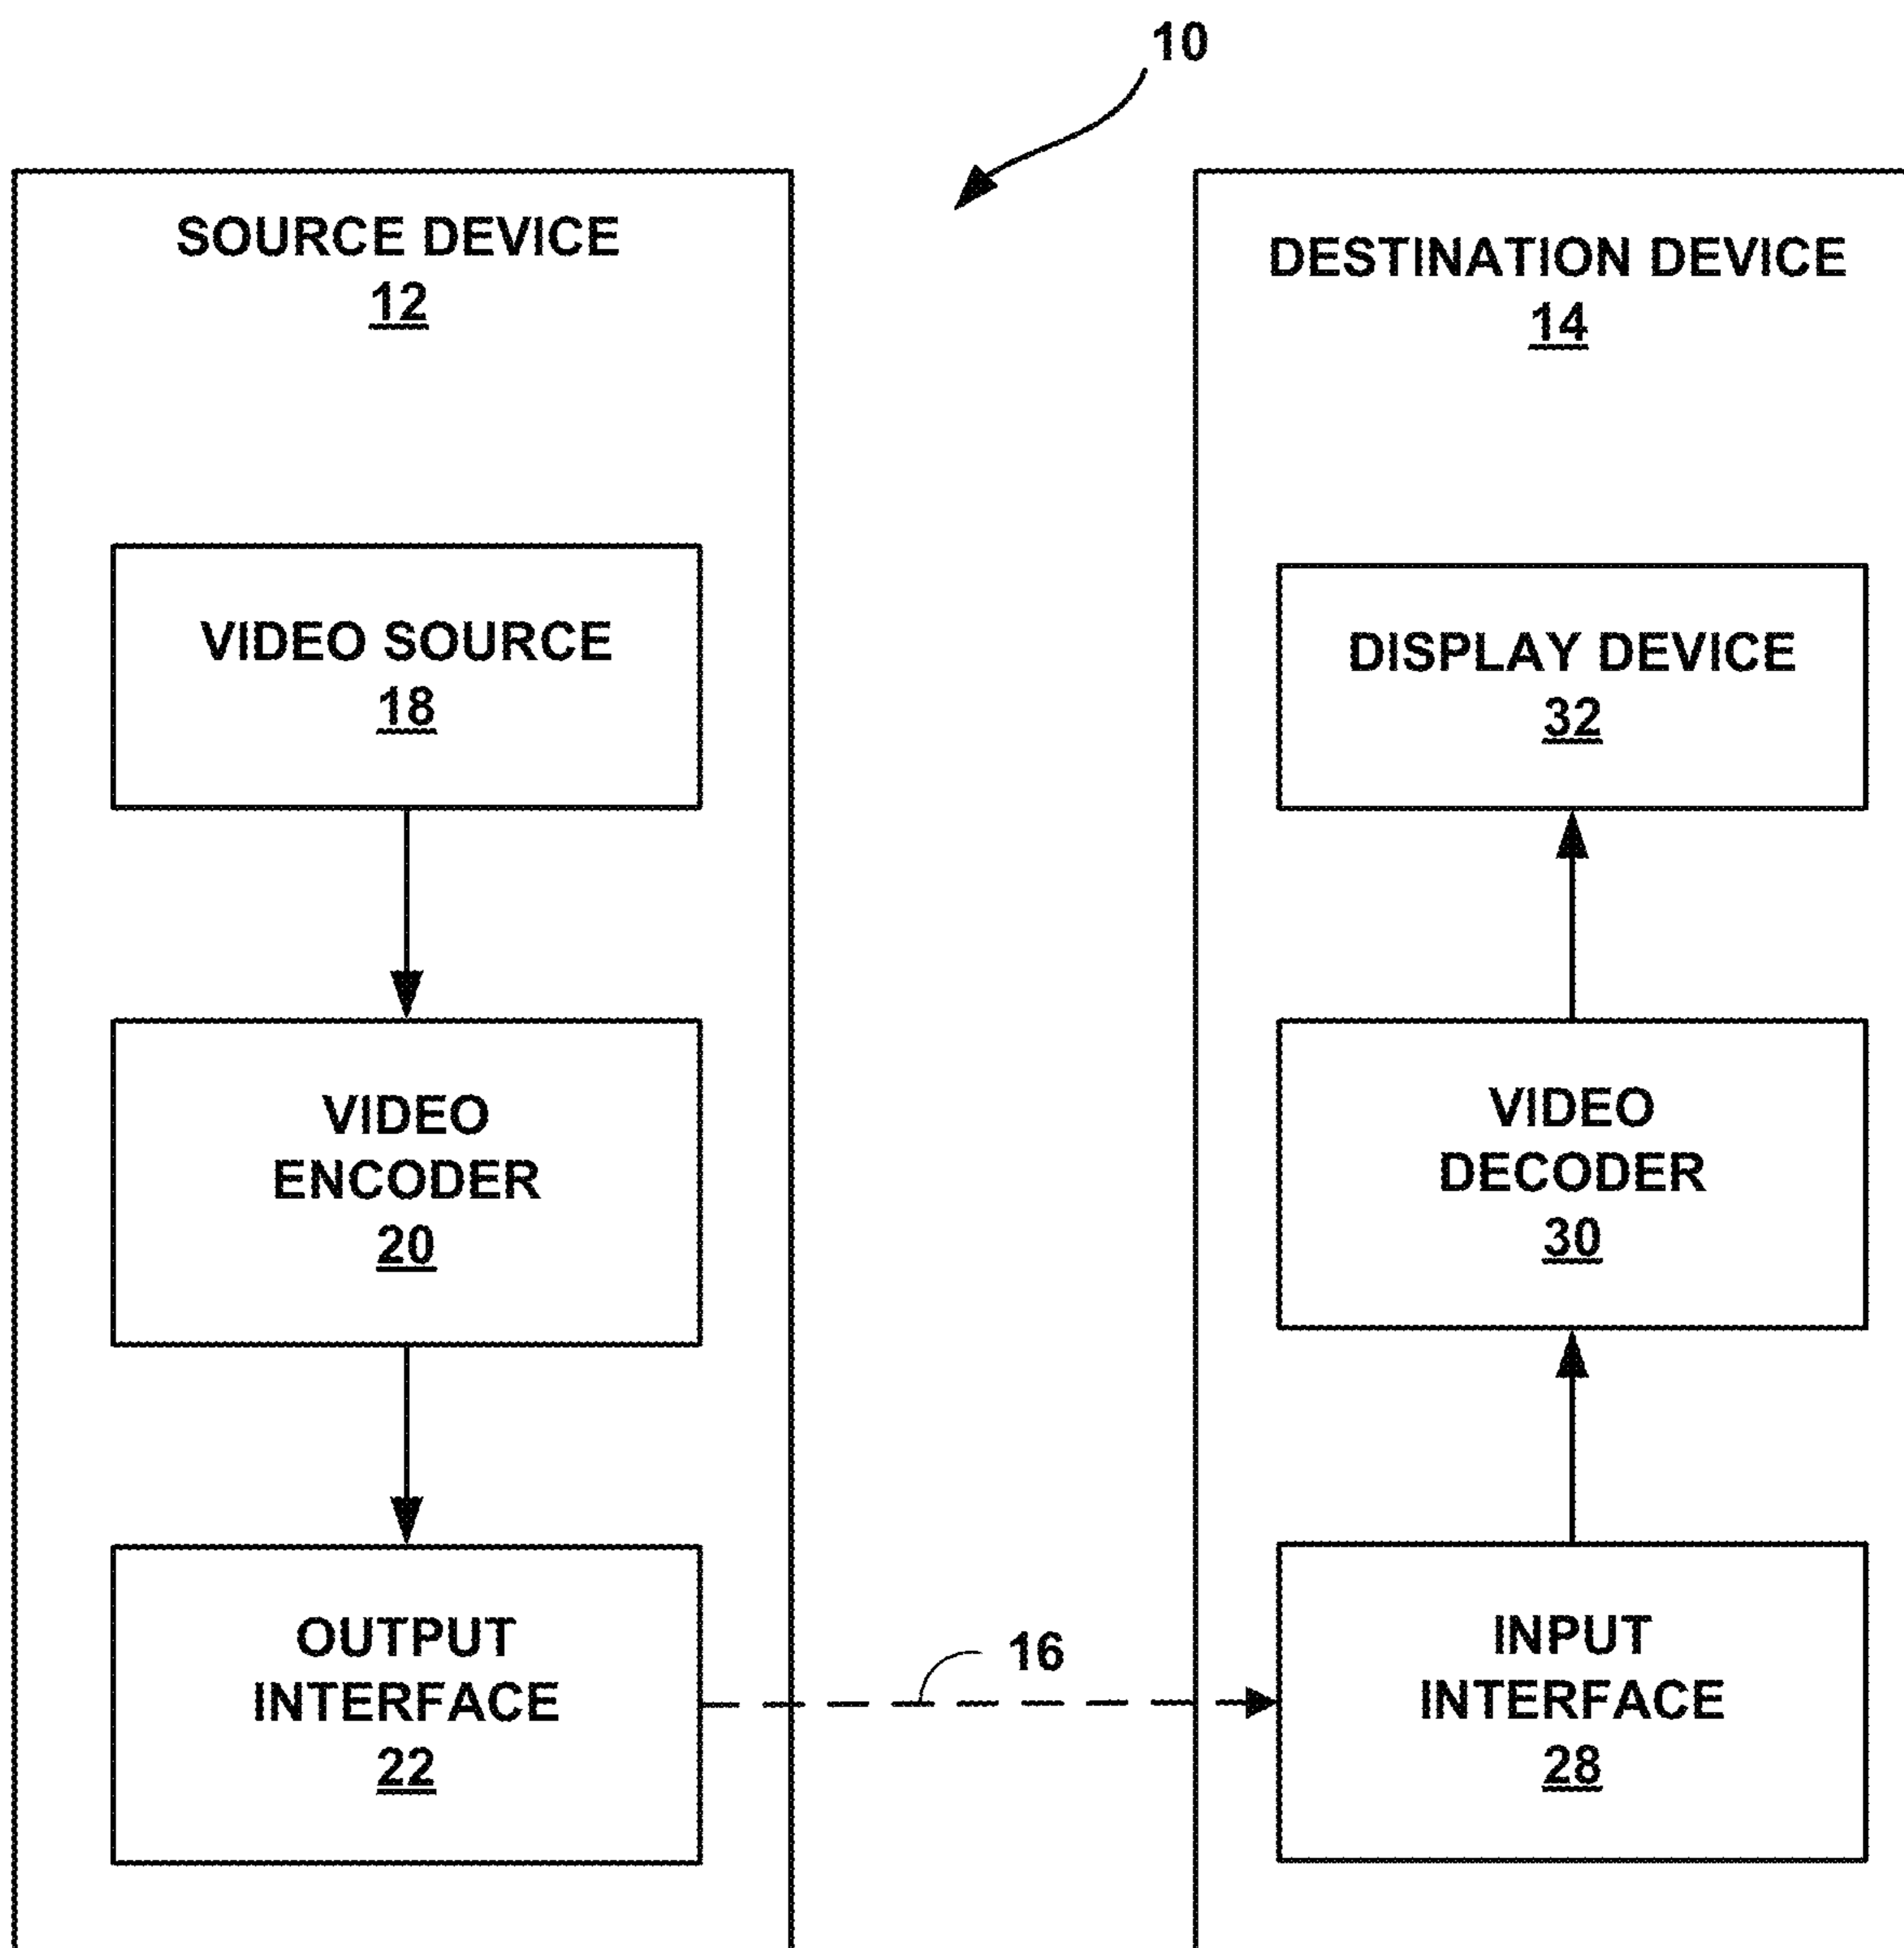 10
SOURCE DEVICE
12
VIDEO SOURCE
18
VIDEO
ENCODER
20
OUTPUT
INTERFACE
22
16
DESTINATION DEVICE
14
DISPLAY DEVICE
32
VIDEO
DECODER
30
INPUT
INTERFACE
28